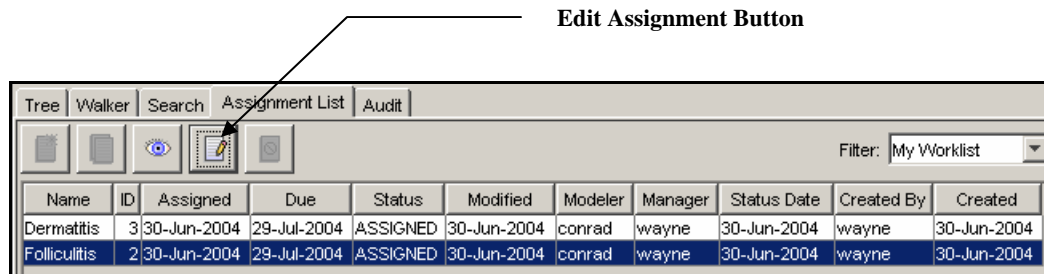 Edit Assignment Button
Tree Walker Search Assignment List Audit
Filter: My Worklist
Name ID Assigned Due Status Modified Modeler Manager Status Date Created By Created
Dermatitis 3 30-Jun-2004 29-Jul-2004 ASSIGNED 30-Jun-2004 conrad wayne 30-Jun-2004 wayne 30-Jun-2004
Folliculitis 2 30-Jun-2004 29-Jul-2004 ASSIGNED 30-Jun-2004 conrad wayne 30-Jun-2004 wayne 30-Jun-2004